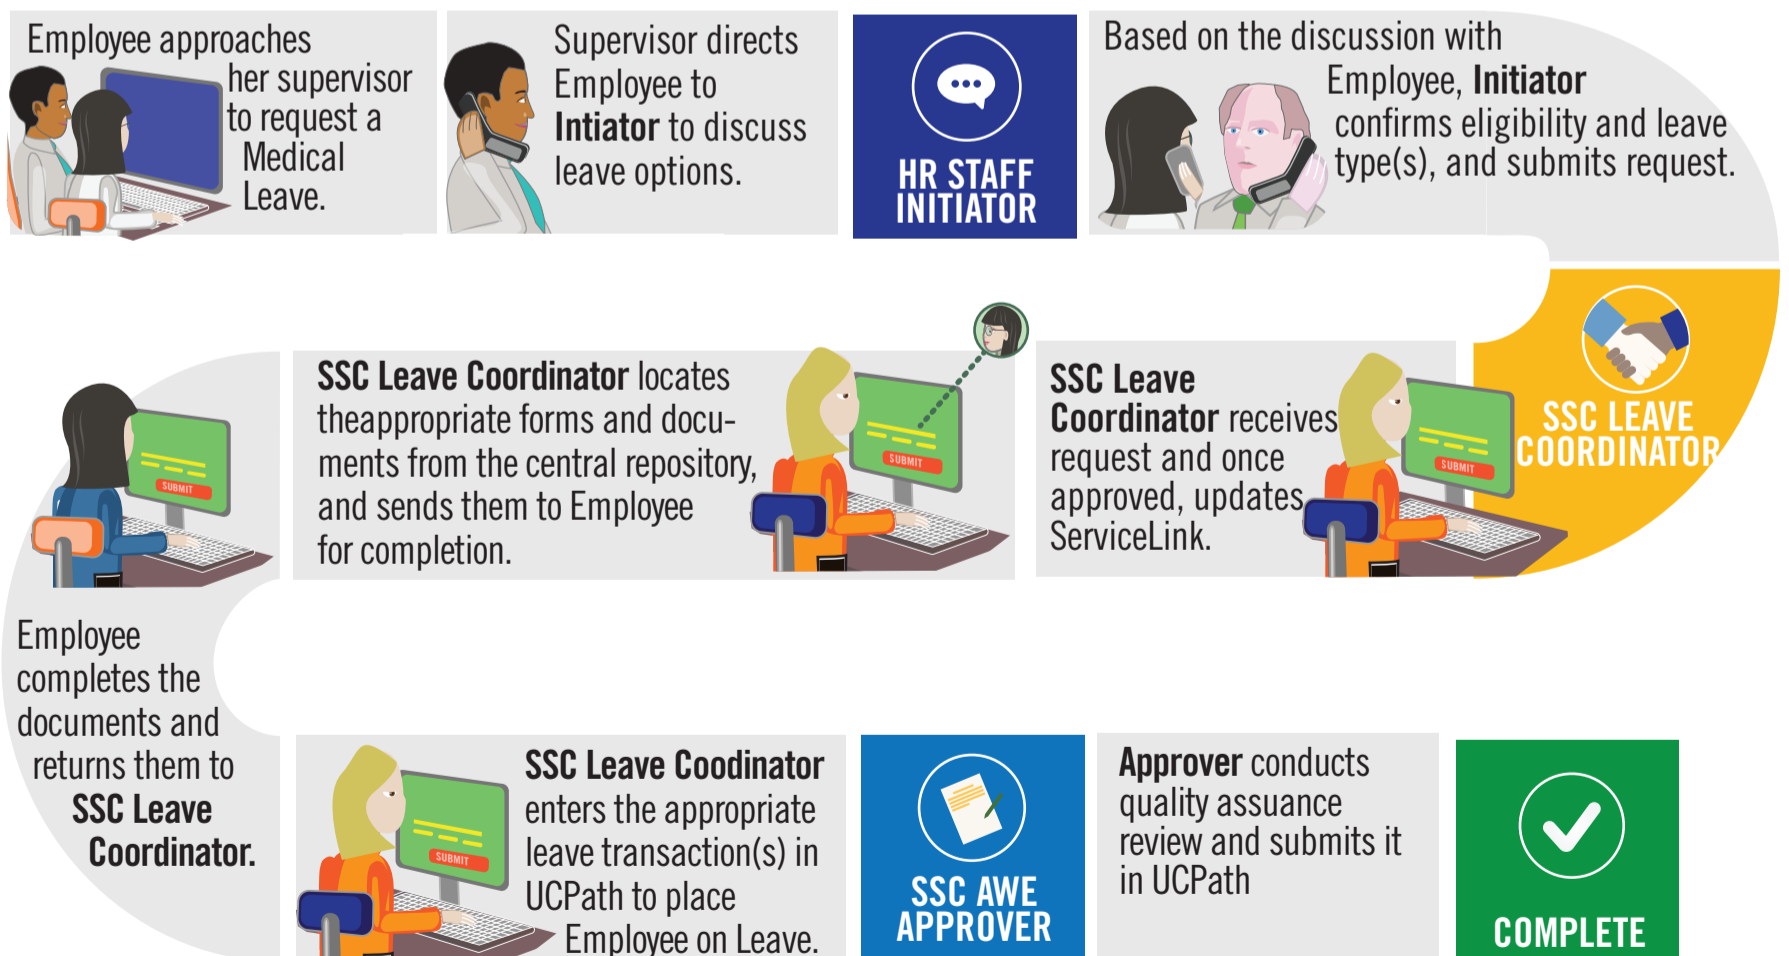 Employee approaches
her supervisor
to request a
Medical
Leave.
Supervisor directs
Employee to
Intiator to discuss
leave options.
HR STAFF
INITIATOR
Based on the discussion with
Employee, Initiator
confirms eligibility and leave
type(s), and submits request.
SSC LEAVE
COORDINATOR
SSC Leave
Coordinator receives
request and once
approved, updates
ServiceLink.
SUBMIT
SSC Leave Coordinator locates
theappropriate forms and docu-
ments from the central repository,
and sends them to Employee
for completion.
SUBMIT
SUBMIT
Employee
completes the
documents and
returns them to
SSC Leave
Coordinator.
SUBMIT
SSC Leave Coodinator
enters the appropriate
leave transaction(s) in
UCPath to place
Employee on Leave.
SSC AWE
APPROVER
Approver conducts
quality assuance
review and submits it
in UCPath
COMPLETE